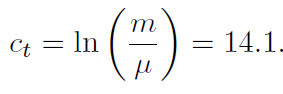 c_t = ln(m/μ) = 14.1.